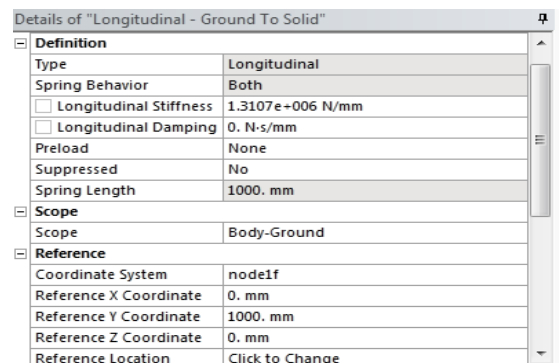 Details of "Longitudinal - Ground To Solid"
Definition
Type Longitudinal
Spring Behavior Both
Longitudinal Stiffness 1.3107e+006 N/mm
Longitudinal Damping 0. N·s/mm
Preload None
Suppressed No
Spring Length 1000. mm
Scope
Scope Body-Ground
Reference
Coordinate System node1f
Reference X Coordinate 0. mm
Reference Y Coordinate 1000. mm
Reference Z Coordinate 0. mm
Reference Location Click to Change